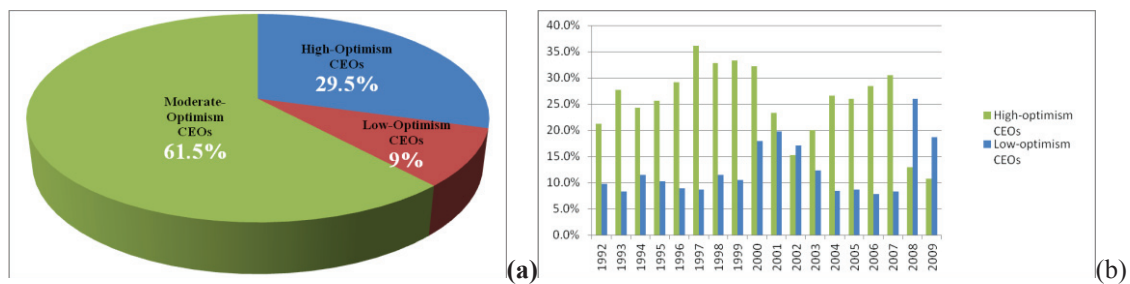 High-Optimism
CEOs
29.5%
Moderate-
Optimism
CEOs
61.5%
Low-Optimism
CEOs
9%
(a)
40.0%
35.0%
30.0%
25.0%
20.0%
15.0%
10.0%
5.0%
0.0%
1992
1993
1994
1995
1996
1997
1998
1999
2000
2001
2002
2003
2004
2005
2006
2007
2008
2009
High-optimism
CEOs
Low-optimism
CEOs
(b)